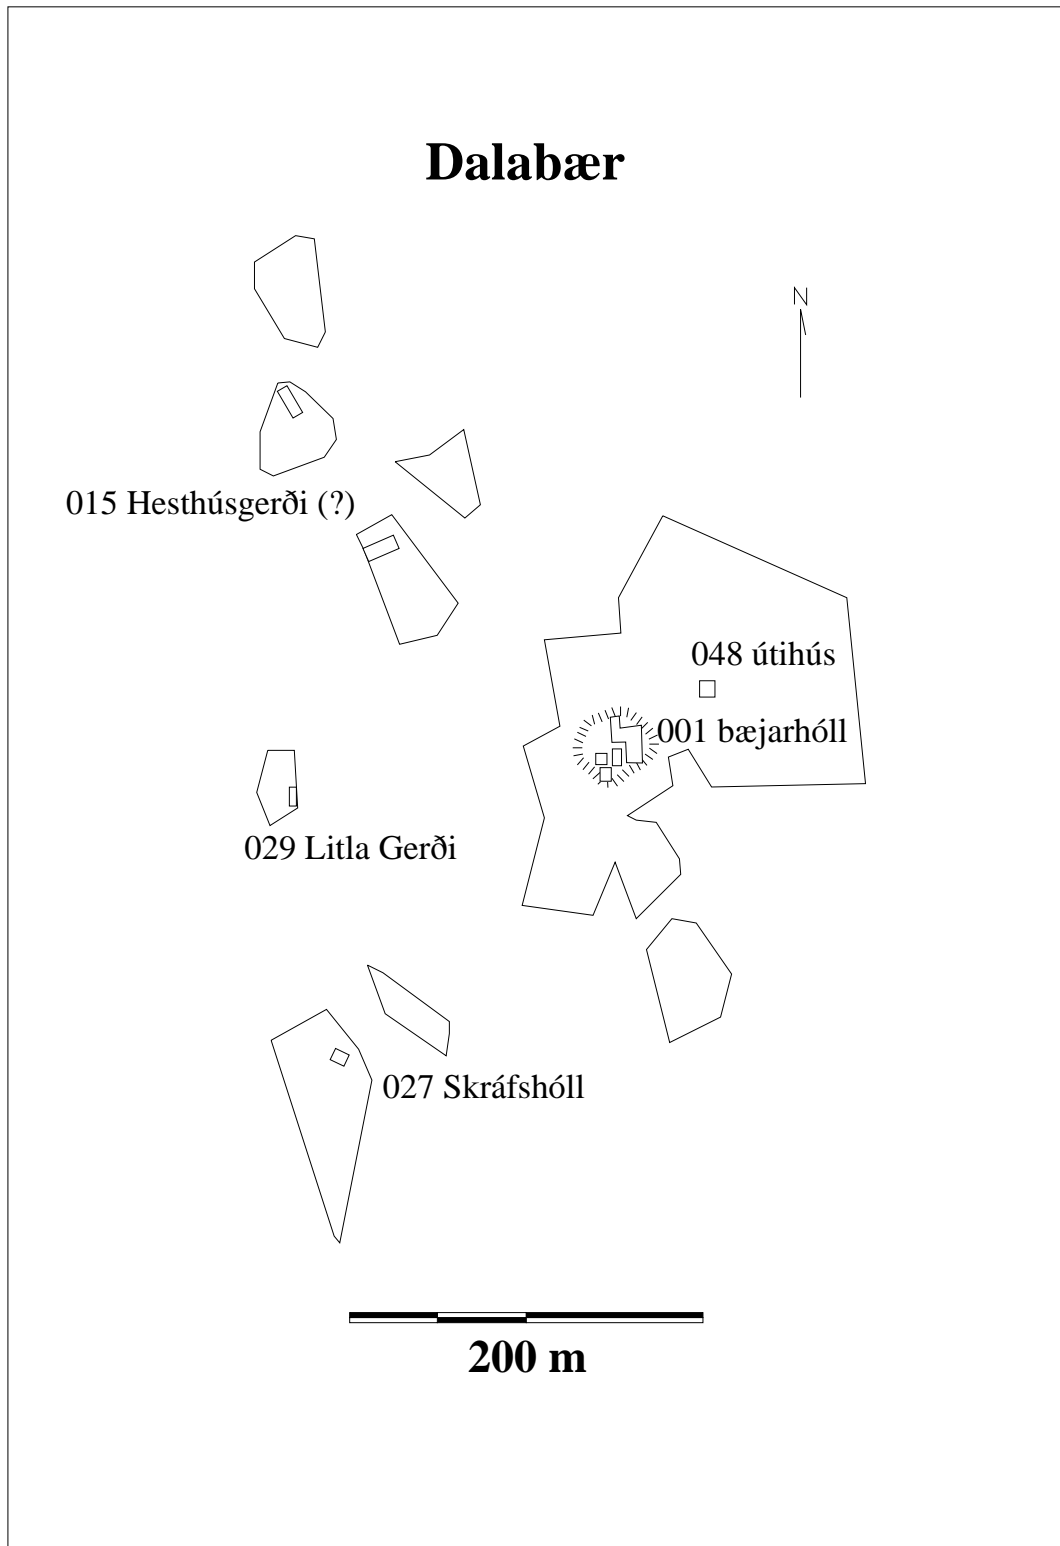 Dalabær
N
015 Hesthúsgerði (?)
048 útihús
001 bæjarhóll
029 Litla Gerði
027 Skráfshóll
200 m